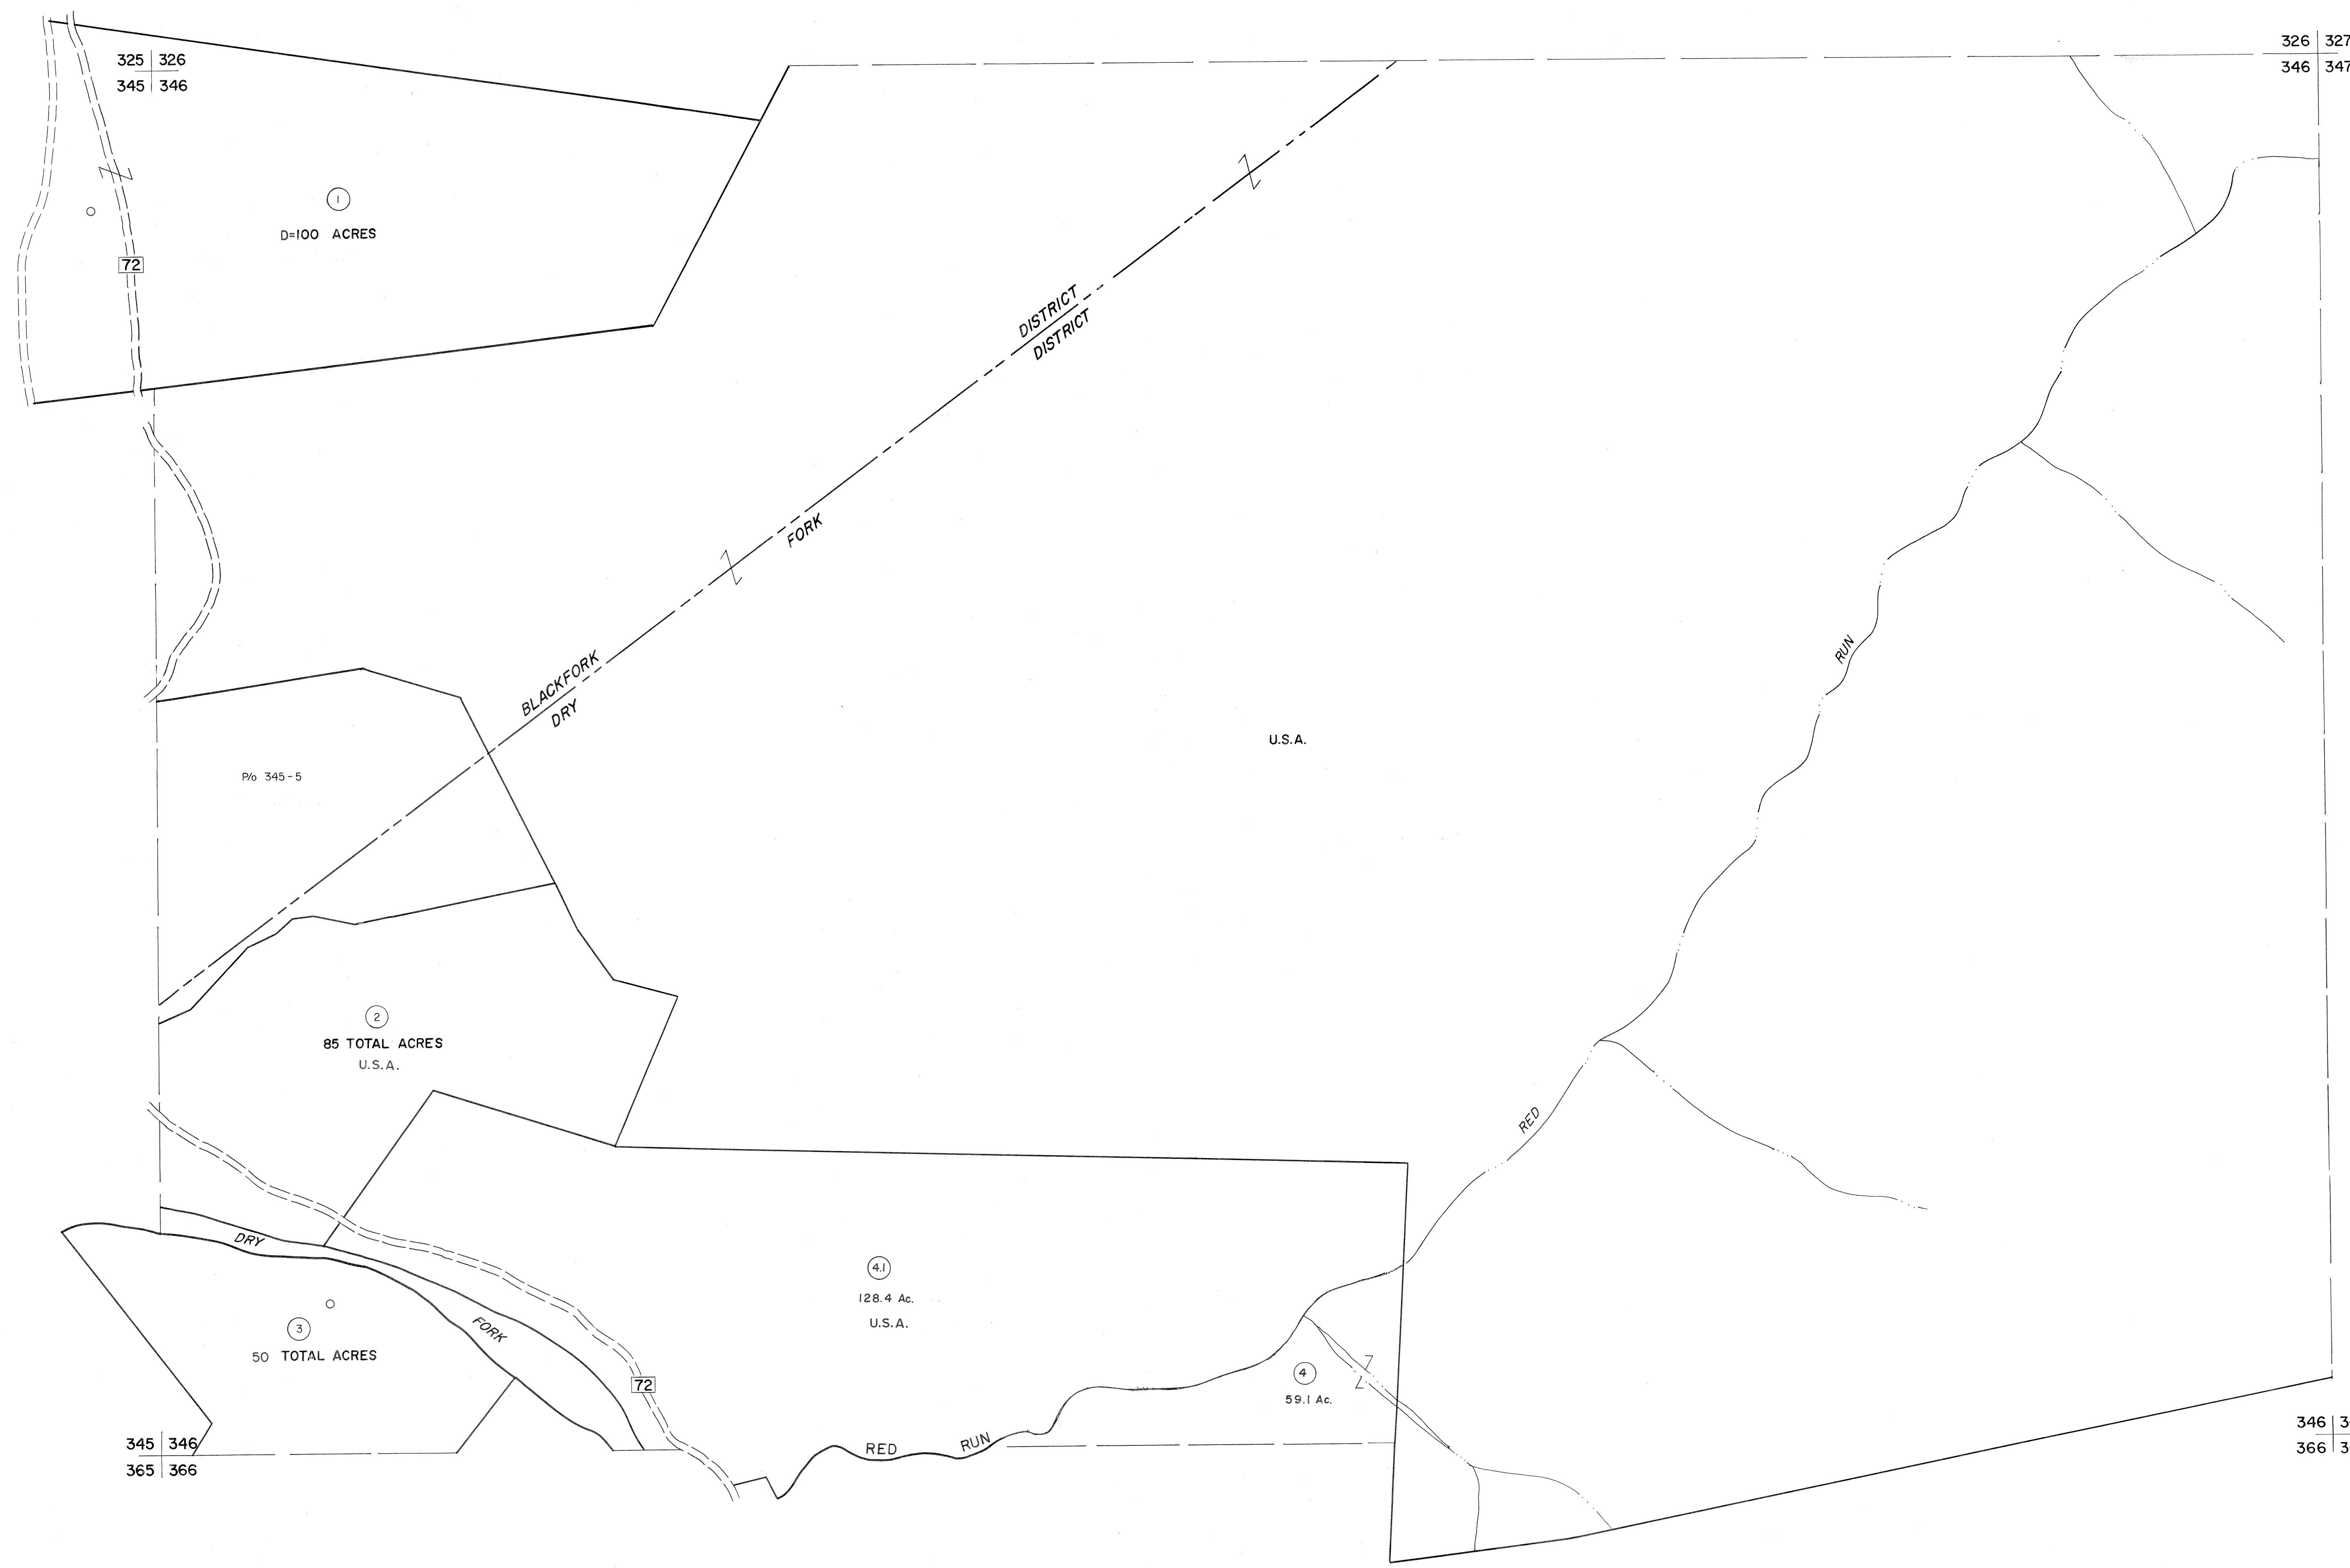 325 326
345 346
326 327
346 347
1
D=100 ACRES
72
DISTRICT
DISTRICT
FORK
RUN
BLACKFORK
DRY
U.S.A.
P/o 345-5
2
85 TOTAL ACRES
U.S.A.
RED
DRY
4.1
128.4 Ac.
U.S.A.
3
50 TOTAL ACRES
FORK
72
4
59.1 Ac.
RED RUN
345 346
365 366
346 3
366 3